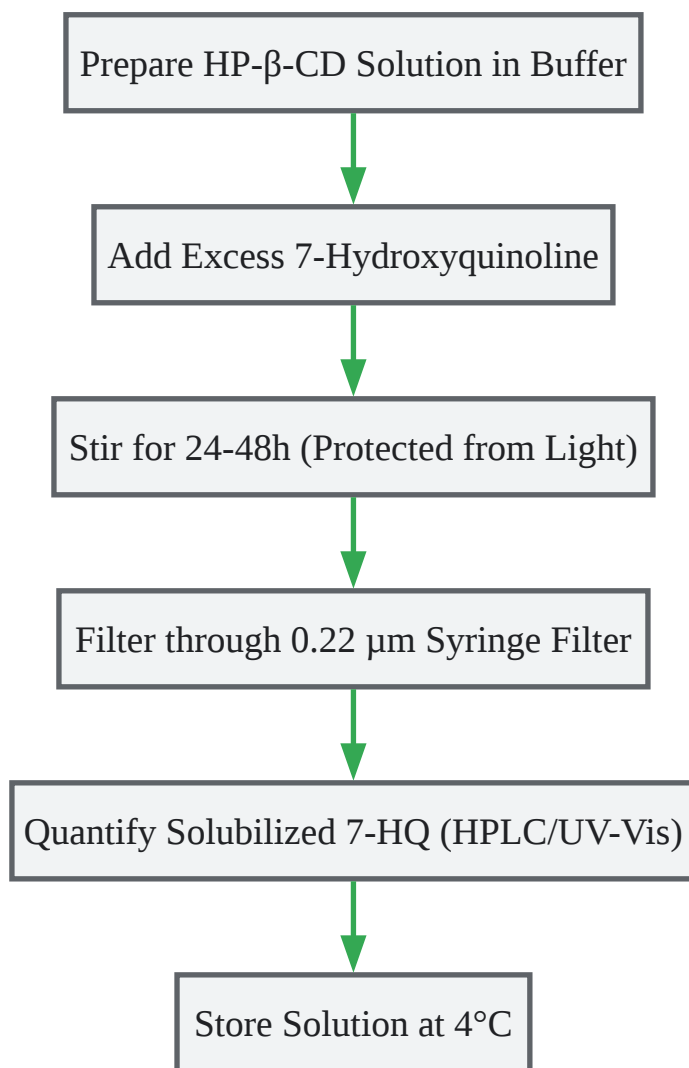 Prepare HP-β-CD Solution in Buffer
Add Excess 7-Hydroxyquinoline
Stir for 24-48h (Protected from Light)
Filter through 0.22 µm Syringe Filter
Quantify Solubilized 7-HQ (HPLC/UV-Vis)
Store Solution at 4°C